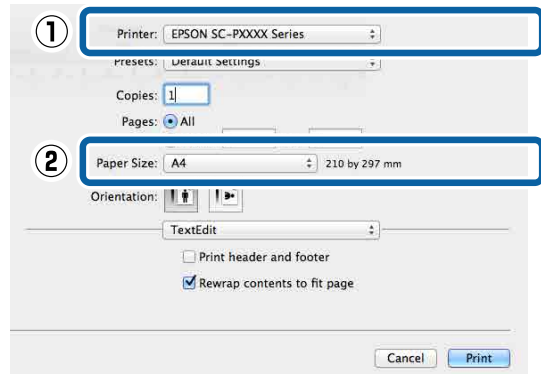 ① Printer: EPSON SC-PXXXX Series
Presets: Default Settings
Copies: 1
Pages: All
② Paper Size: A4 210 by 297 mm
Orientation:
TextEdit
Print header and footer
Rewrap contents to fit page
Cancel Print